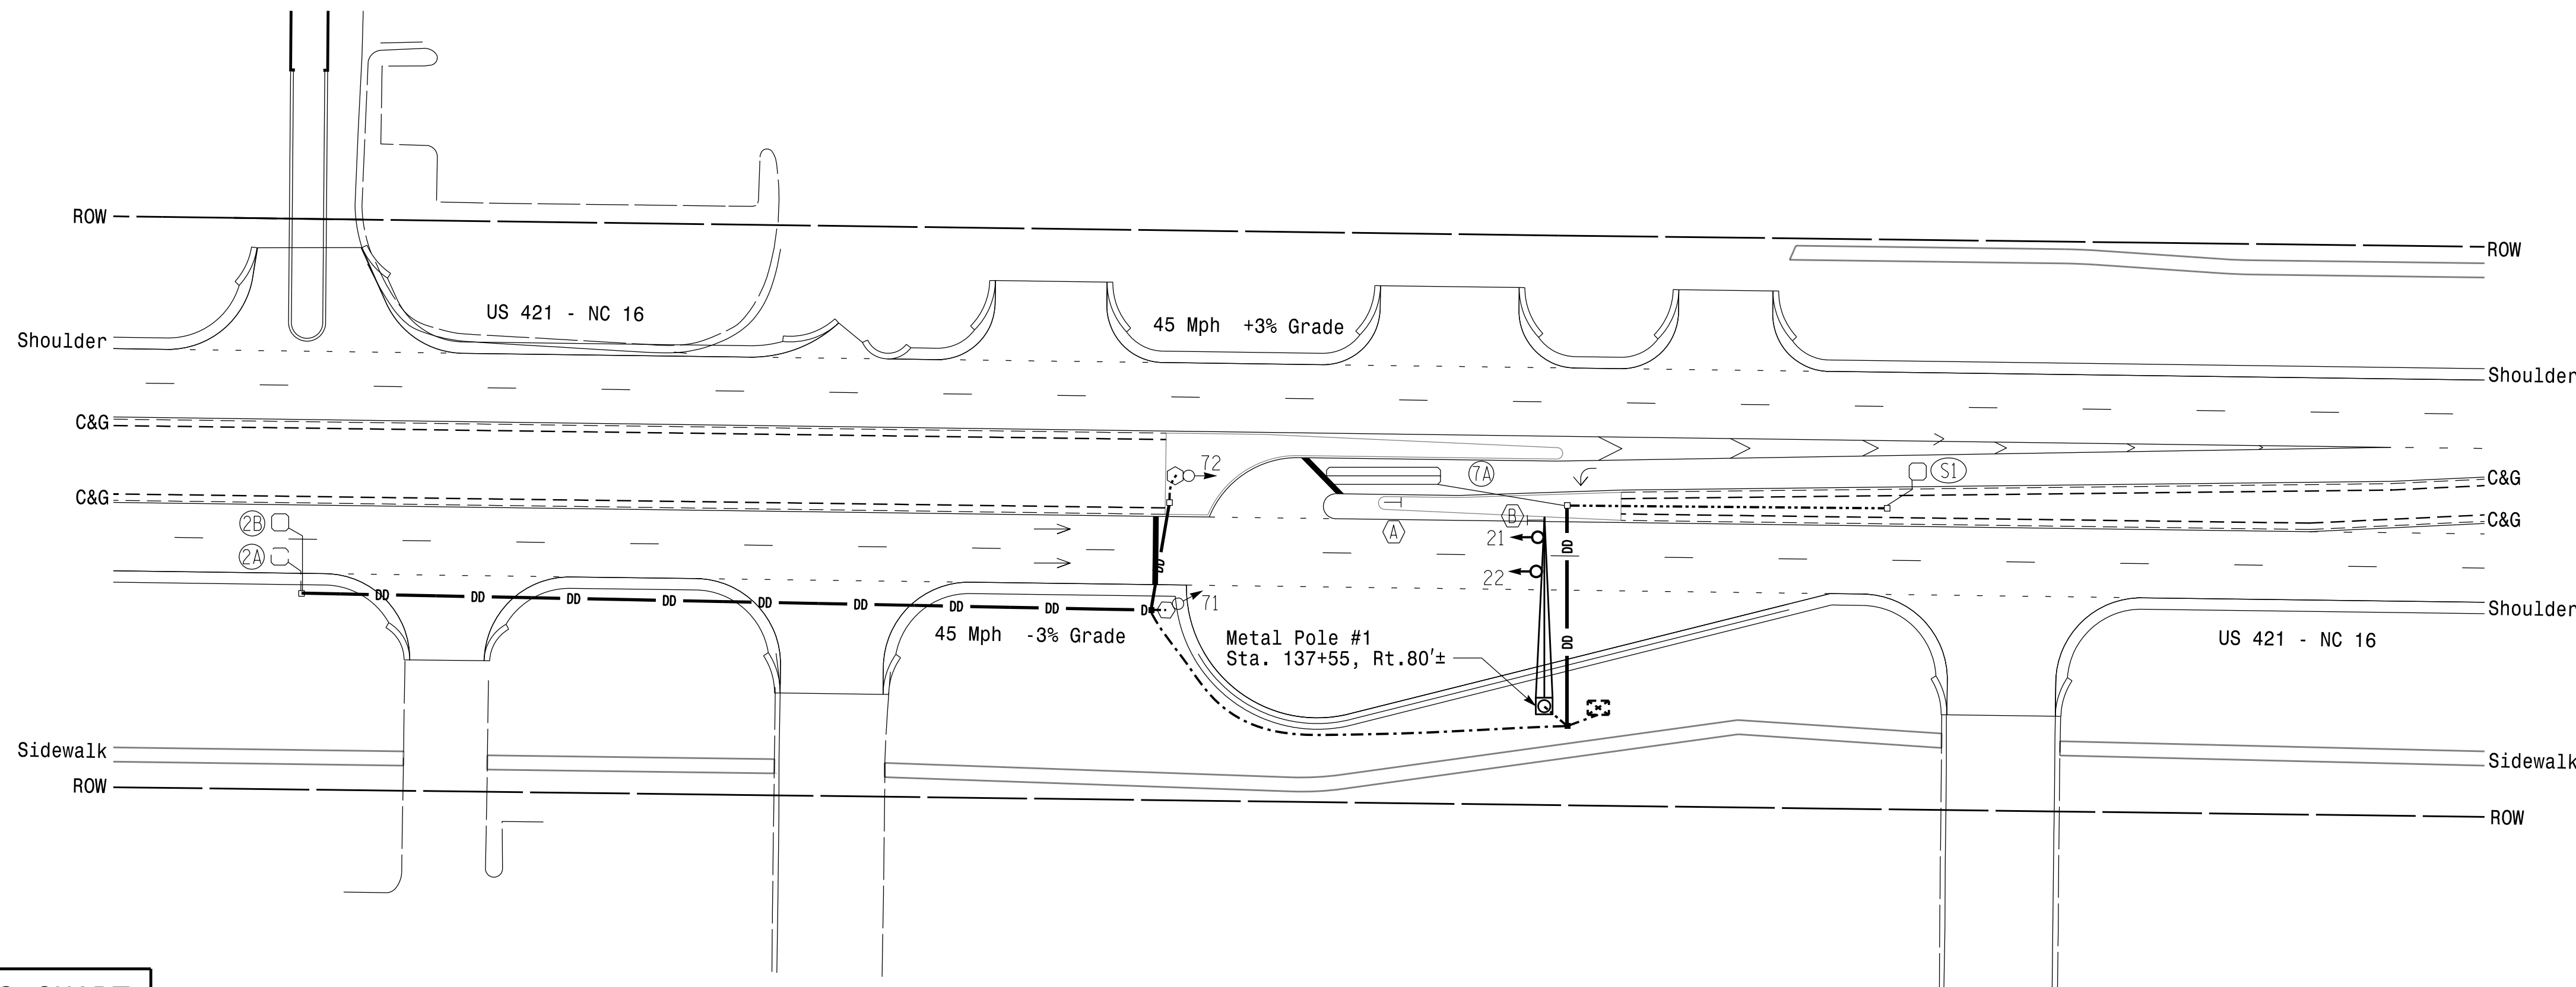 ROW
ROW
US 421 - NC 16
45 Mph +3% Grade
Shoulder
Shoulder
C&G
72
7A
S1
C&G
C&G
2B
B
A
21
C&G
2A
DD
DD
22
DD
DD
DD
DD
DD
DD
DD
DD
D
71
Shoulder
45 Mph -3% Grade
Metal Pole #1
Sta. 137+55, Rt.80'±
DD
US 421 - NC 16
Sidewalk
Sidewalk
ROW
ROW